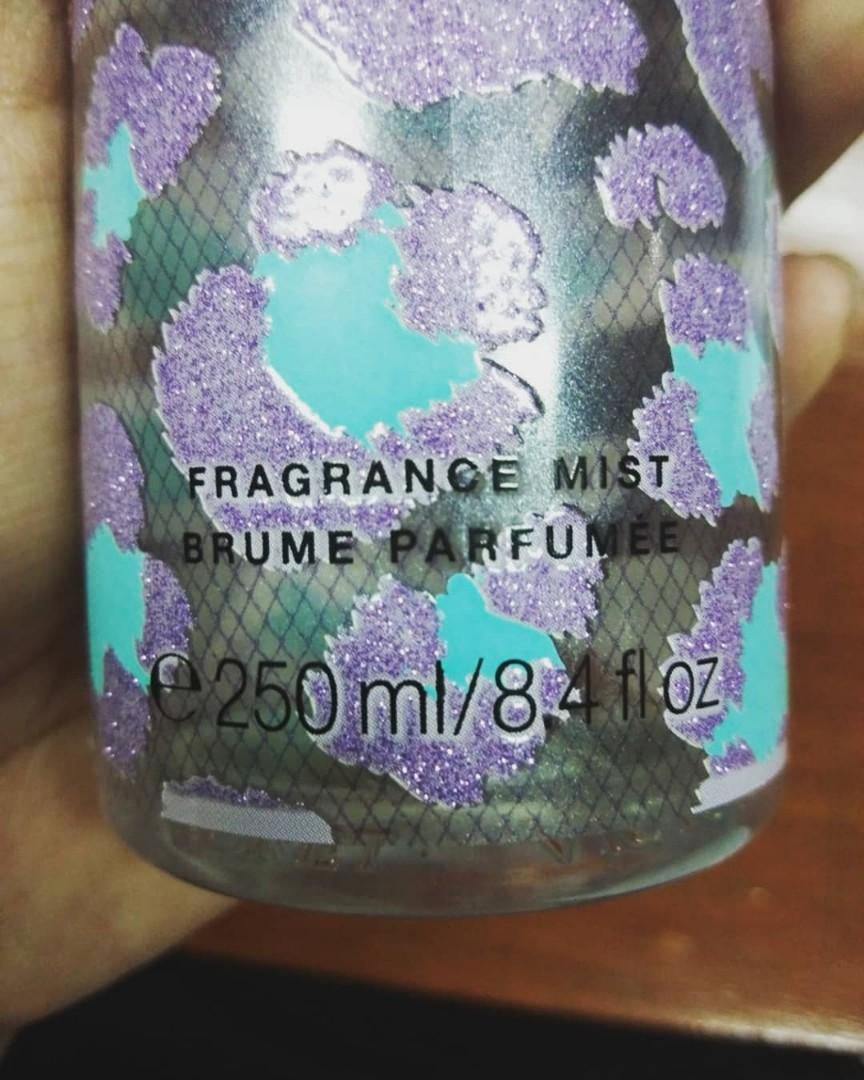 FRAGRANCE MIST
BRUME PARFUMÉE
e 250 ml/8.4 fl oz